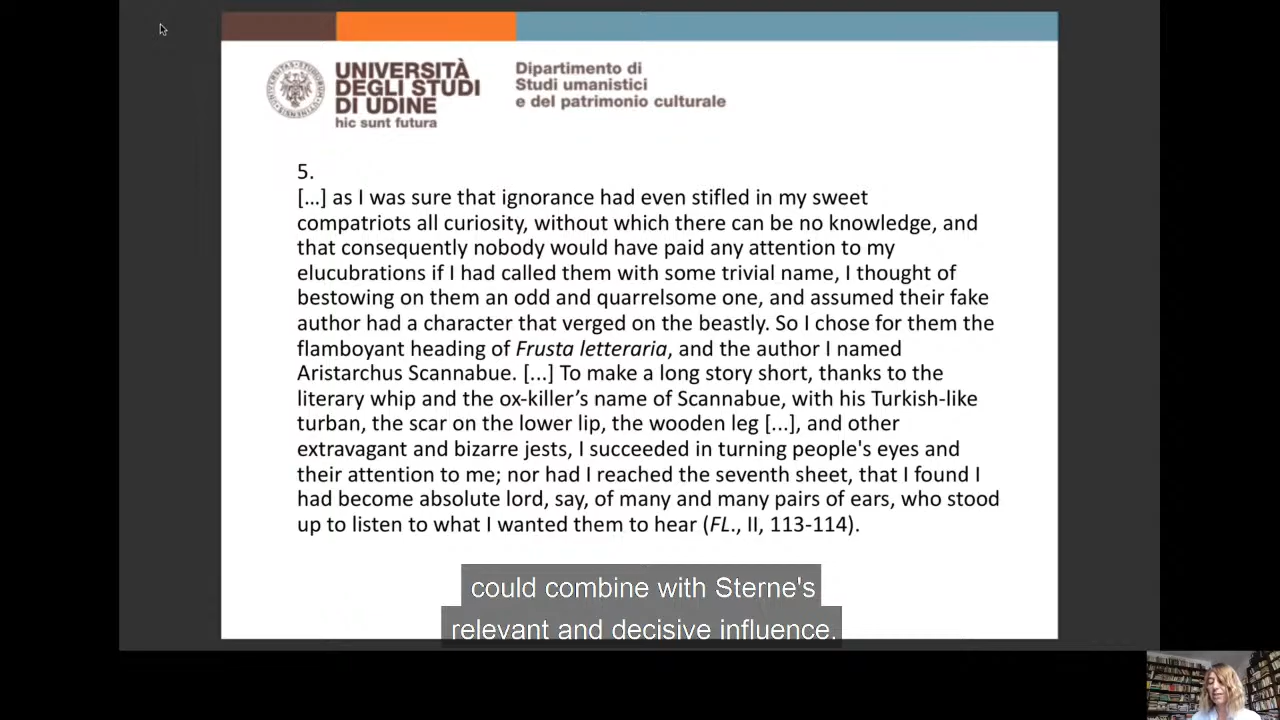 UNIVERSITÀ
DEGLI STUDI
DI UDINE
hic sunt futura
Dipartimento di
Studi umanistici
e del patrimonio culturale
5.
[...] as I was sure that ignorance had even stifled in my sweet
compatriots all curiosity, without which there can be no knowledge, and
that consequently nobody would have paid any attention to my
elucubrations if I had called them with some trivial name, I thought of
bestowing on them an odd and quarrelsome one, and assumed their fake
author had a character that verged on the beastly. So I chose for them the
flamboyant heading of Frusta letteraria, and the author I named
Aristarchus Scannabue. [...] To make a long story short, thanks to the
literary whip and the ox-killer's name of Scannabue, with his Turkish-like
turban, the scar on the lower lip, the wooden leg [...], and other
extravagant and bizarre jests, I succeeded in turning people's eyes and
their attention to me; nor had I reached the seventh sheet, that I found I
had become absolute lord, say, of many and many pairs of ears, who stood
up to listen to what I wanted them to hear (FL., II, 113-114).
could combine with Sterne's
relevant and decisive influence.